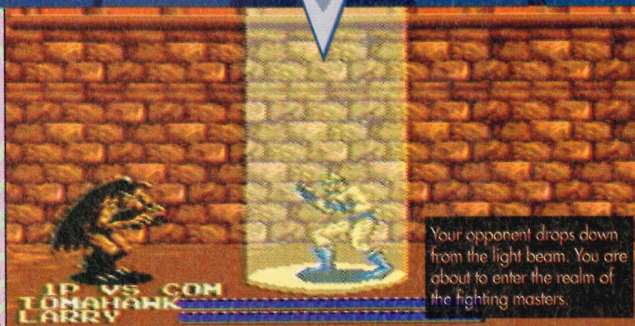 Your opponent drops down
from the light beam. You are
about to enter the realm of
the fighting masters.
1P VS COM
TOMAHAWK
LARRY